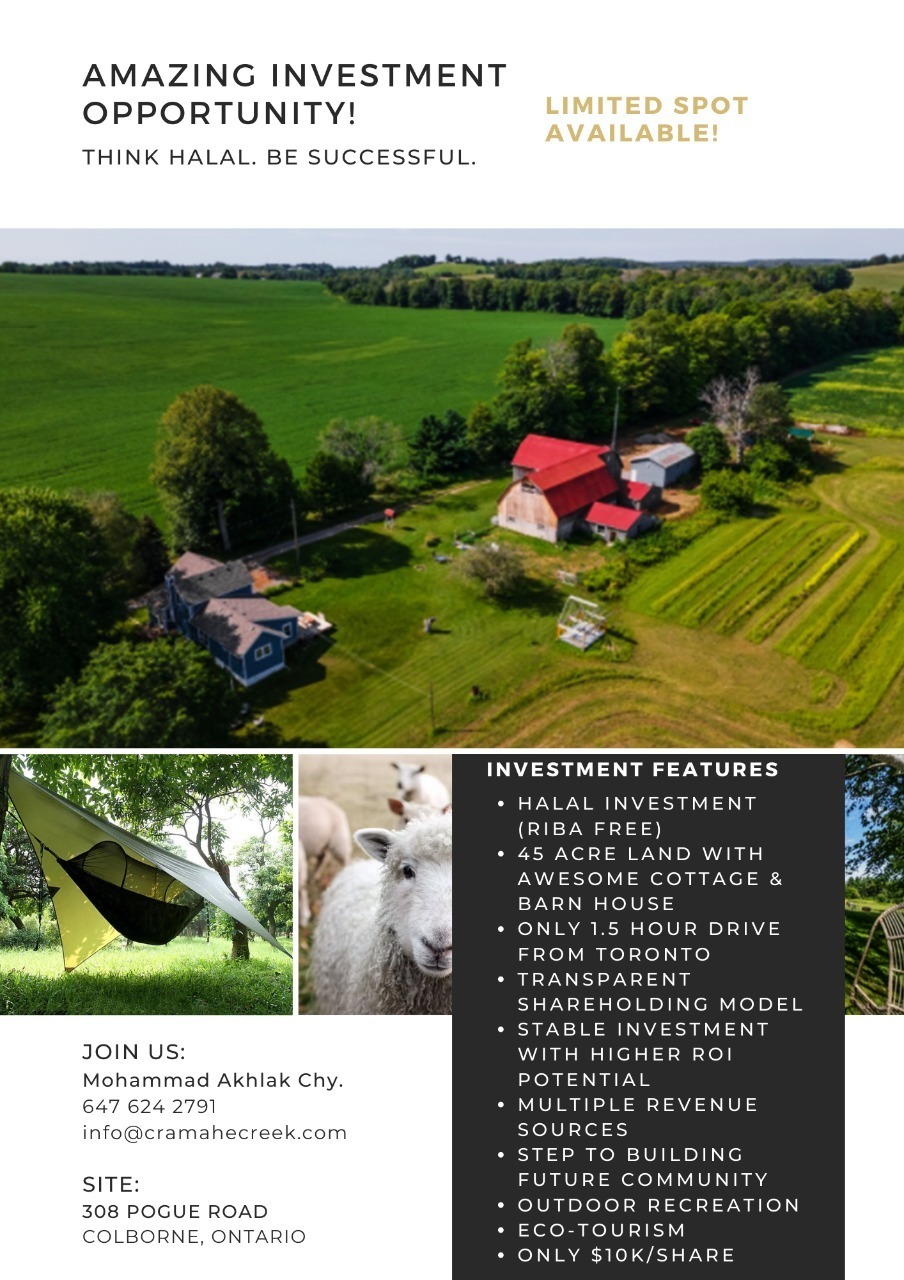 AMAZING INVESTMENT
OPPORTUNITY!
THINK HALAL. BE SUCCESSFUL.
LIMITED SPOT
AVAILABLE!
INVESTMENT FEATURES
• HALAL INVESTMENT
(RIBA FREE)
• 45 ACRE LAND WITH
AWESOME COTTAGE &
BARN HOUSE
• ONLY 1.5 HOUR DRIVE
FROM TORONTO
• TRANSPARENT
SHAREHOLDING MODEL
• STABLE INVESTMENT
WITH HIGHER ROI
POTENTIAL
• MULTIPLE REVENUE
SOURCES
• STEP TO BUILDING
FUTURE COMMUNITY
• OUTDOOR RECREATION
• ECO-TOURISM
• ONLY $10K/SHARE
JOIN US:
Mohammad Akhlak Chy.
647 624 2791
info@cramahecreek.com
SITE:
308 POGUE ROAD
COLBORNE, ONTARIO